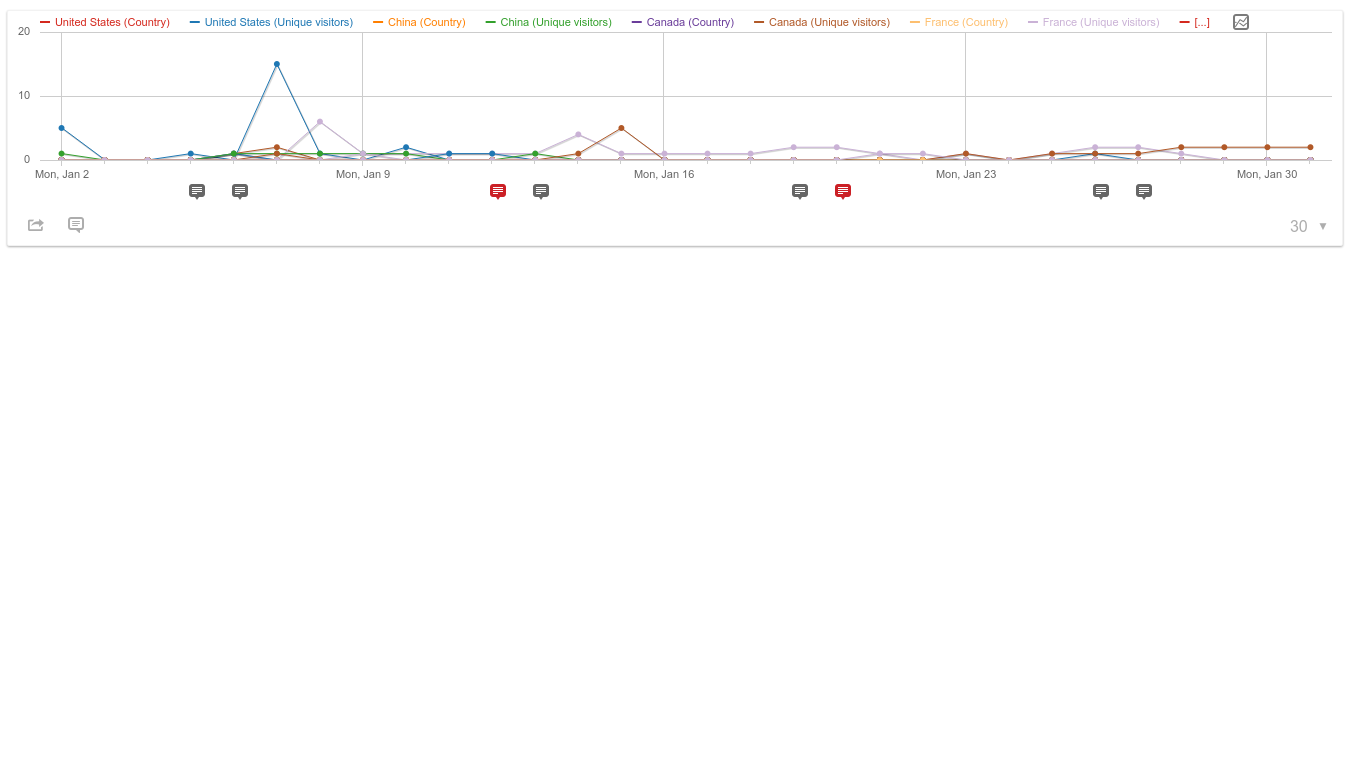 United States (Country) United States (Unique visitors) China (Country) China (Unique visitors) Canada (Country) Canada (Unique visitors) France (Country) France (Unique visitors) [...]
20
10
0
Mon, Jan 2 Mon, Jan 9 Mon, Jan 16 Mon, Jan 23 Mon, Jan 30
30